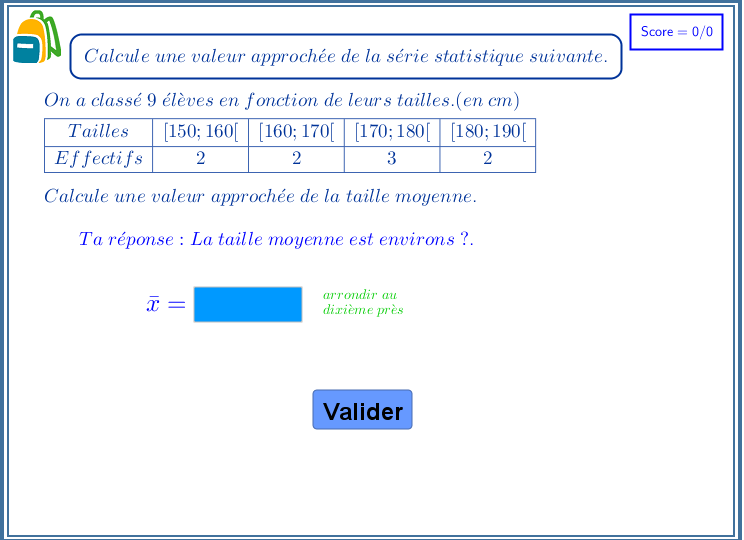 Score = 0/0
Calcule une valeur approchée de la série statistique suivante.
On a classé 9 élèves en fonction de leurs tailles.(en cm)
Tailles [150; 160[ [160; 170[ [170; 180[ [180; 190[
Effectifs 2 2 3 2
Calcule une valeur approchée de la taille moyenne.
Ta réponse : La taille moyenne est environs ?.
x̄ =
arrondir au
dixième près
Valider